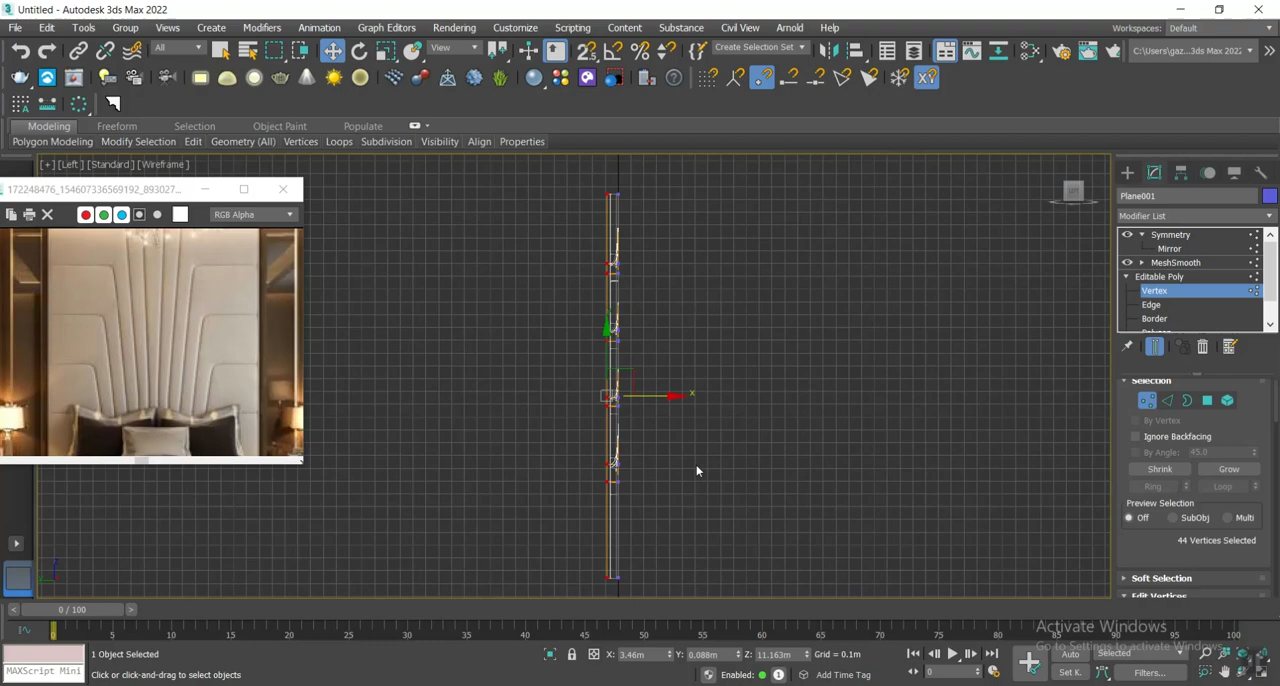 Untitled - Autodesk 3ds Max 2022
File Edit Tools Group Views Create Modifiers Animation Graph Editors Rendering Customize Scripting Content Substance Civil View Arnold Help
Workspaces: Default
All View Create Selection Set C:\Users\gaz...ds Max 2022
Modeling Freeform Selection Object Paint Populate
Polygon Modeling Modify Selection Edit Geometry (All) Vertices Loops Subdivision Visibility Align Properties
[+] [Left] [Standard] [Wireframe]
172248476_154607336569192_893027...
RGB Alpha
x
Plane001
Modifier List
Symmetry
Mirror
MeshSmooth
Editable Poly
Vertex
Edge
Border
Selection
By Vertex
Ignore Backfacing
By Angle: 45.0
Shrink Grow
Ring Loop
Preview Selection
Off SubObj Multi
44 Vertices Selected
Soft Selection
Edit Vertices
0 / 100
0 5 10 15 20 25 30 35 40 45 50 55 60 65 70 75 80 85 90 95 100
Activate Windows
Go to Settings to activate Windows.
MAXScript Mini
1 Object Selected
Click or click-and-drag to select objects
X: 3.46m Y: 0.088m Z: 11.163m Grid = 0.1m
Enabled: 1 Add Time Tag
0
Auto Selected
Set K. Filters...